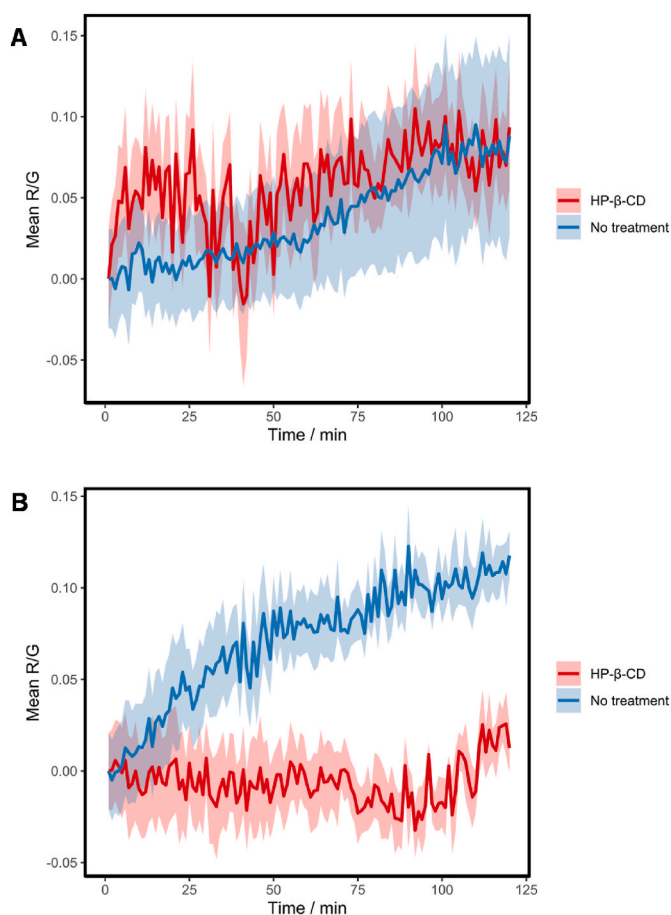 A
0.15
0.10
0.05
0.00
-0.05
Mean R/G
0
25
50
75
100
125
Time / min
HP-β-CD
No treatment
B
0.15
0.10
0.05
0.00
-0.05
Mean R/G
0
25
50
75
100
125
Time / min
HP-β-CD
No treatment